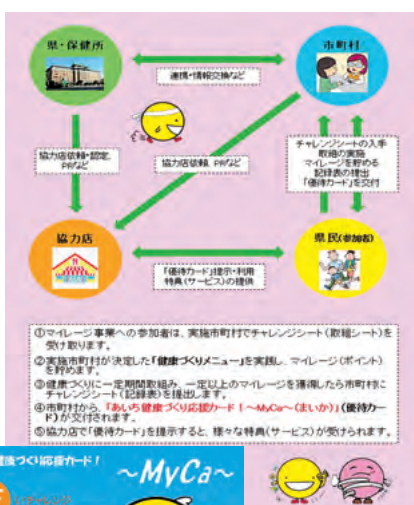 県・保健所
市町村
連携・情報交換など
協力店依頼・認定、
PRなど
協力店依頼、PRなど
チャレンジシートの入手
取組の実施
マイレージを貯める
記録表の提出
「優待カード」を交付
協力店
県民(参加者)
「優待カード」提示・利用
特典(サービス)の提供
①マイレージ事業への参加者は、実施市町村でチャレンジシート(取組シート)を
受け取ります。
②実施市町村が決定した「健康づくりメニュー」を実践し、マイレージ(ポイント)
を貯めます。
③健康づくりに一定期間取組み、一定以上のマイレージを獲得したら市町村に
チャレンジシート(記録表)を提出します。
④市町村から、「あいち健康づくり応援カード!~MyCa~(まいか)」(優待カー
ド)が交付されます。
⑤協力店で「優待カード」を提示すると、様々な特典(サービス)が受けられます。
康づくり応援カード!
~MyCa~